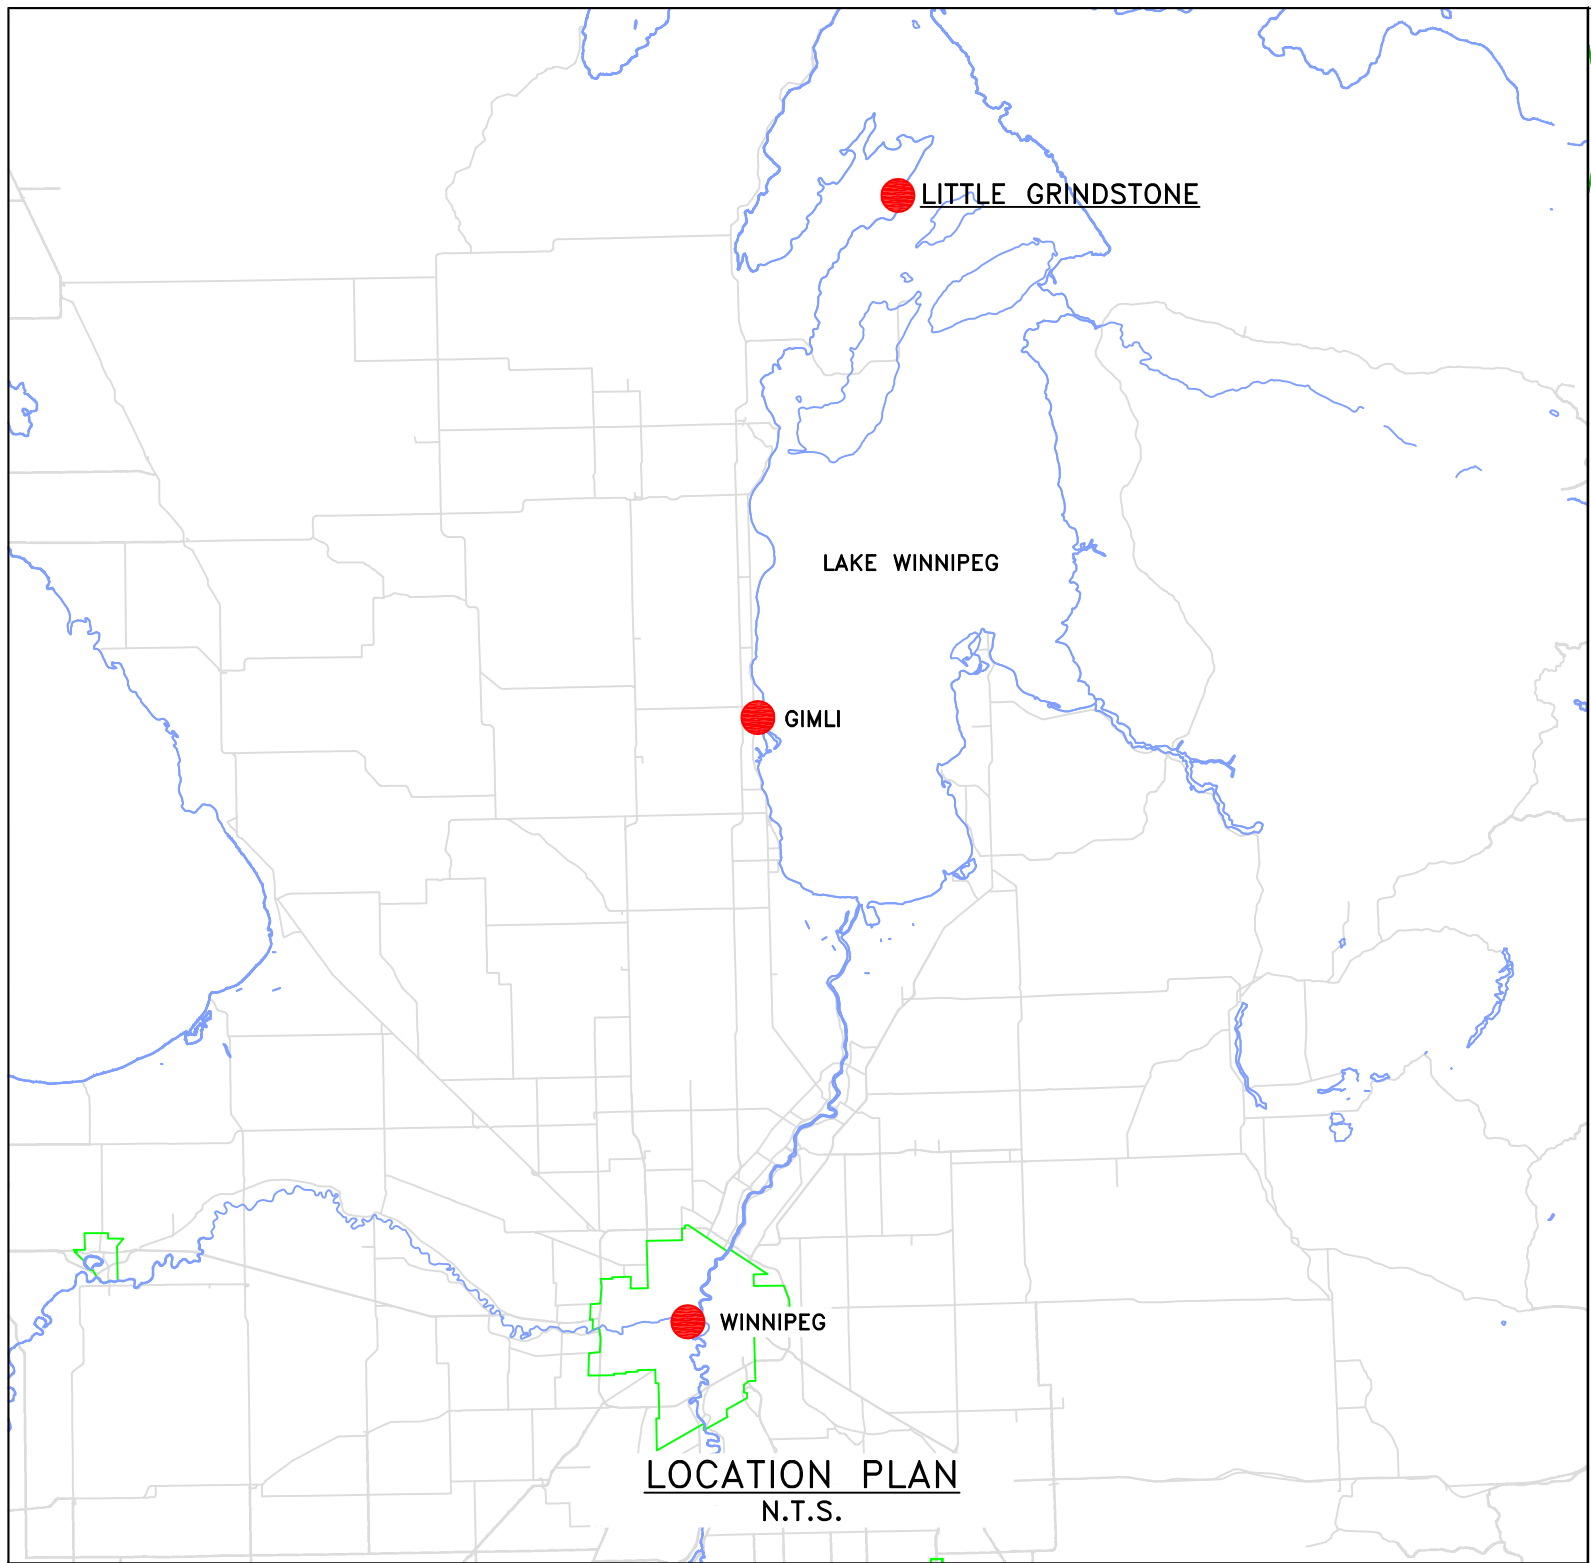 LITTLE GRINDSTONE
LAKE WINNIPEG
GIMLI
WINNIPEG
LOCATION PLAN
N.T.S.